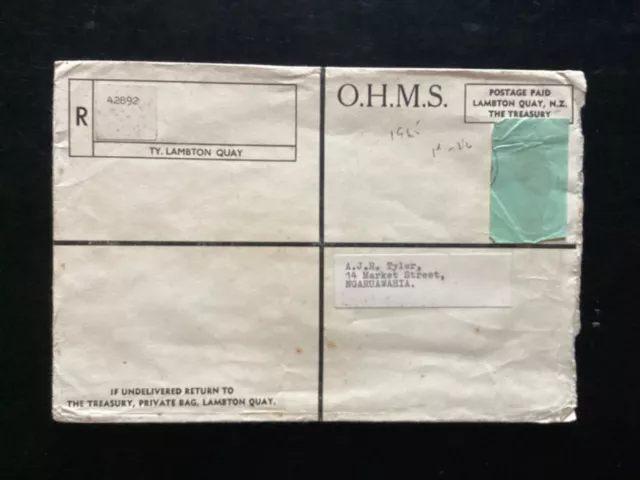 R
42892
TY. LAMBTON QUAY
O.H.M.S.
POSTAGE PAID
LAMBTON QUAY, N.Z.
THE TREASURY
A.J.H. Tyler,
14 Market Street,
NGARUAWAHIA.
IF UNDELIVERED RETURN TO
THE TREASURY, PRIVATE BAG, LAMBTON QUAY.